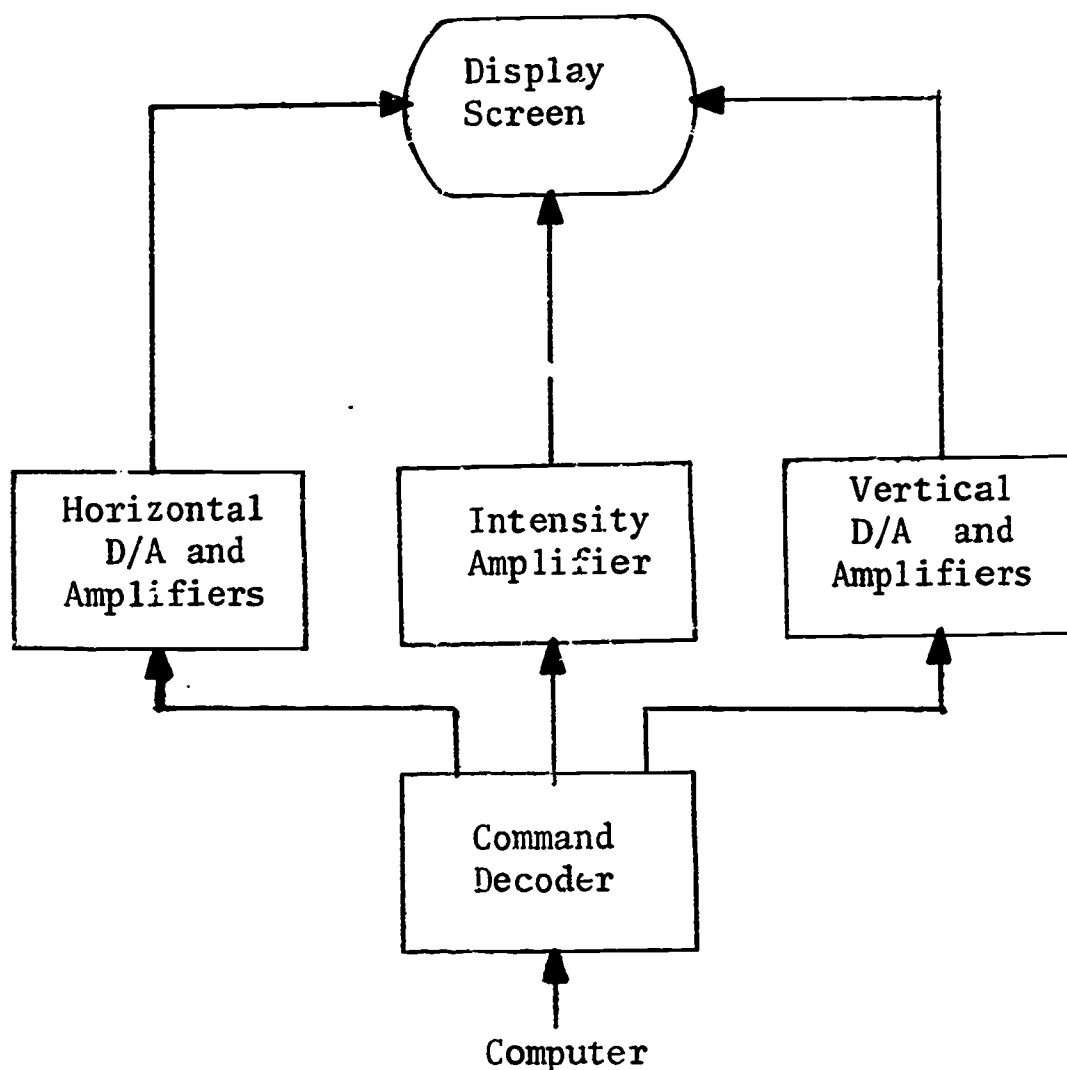 Display
Screen
Horizontal
D/A and
Amplifiers
Intensity
Amplifier
Vertical
D/A and
Amplifiers
Command
Decoder
Computer